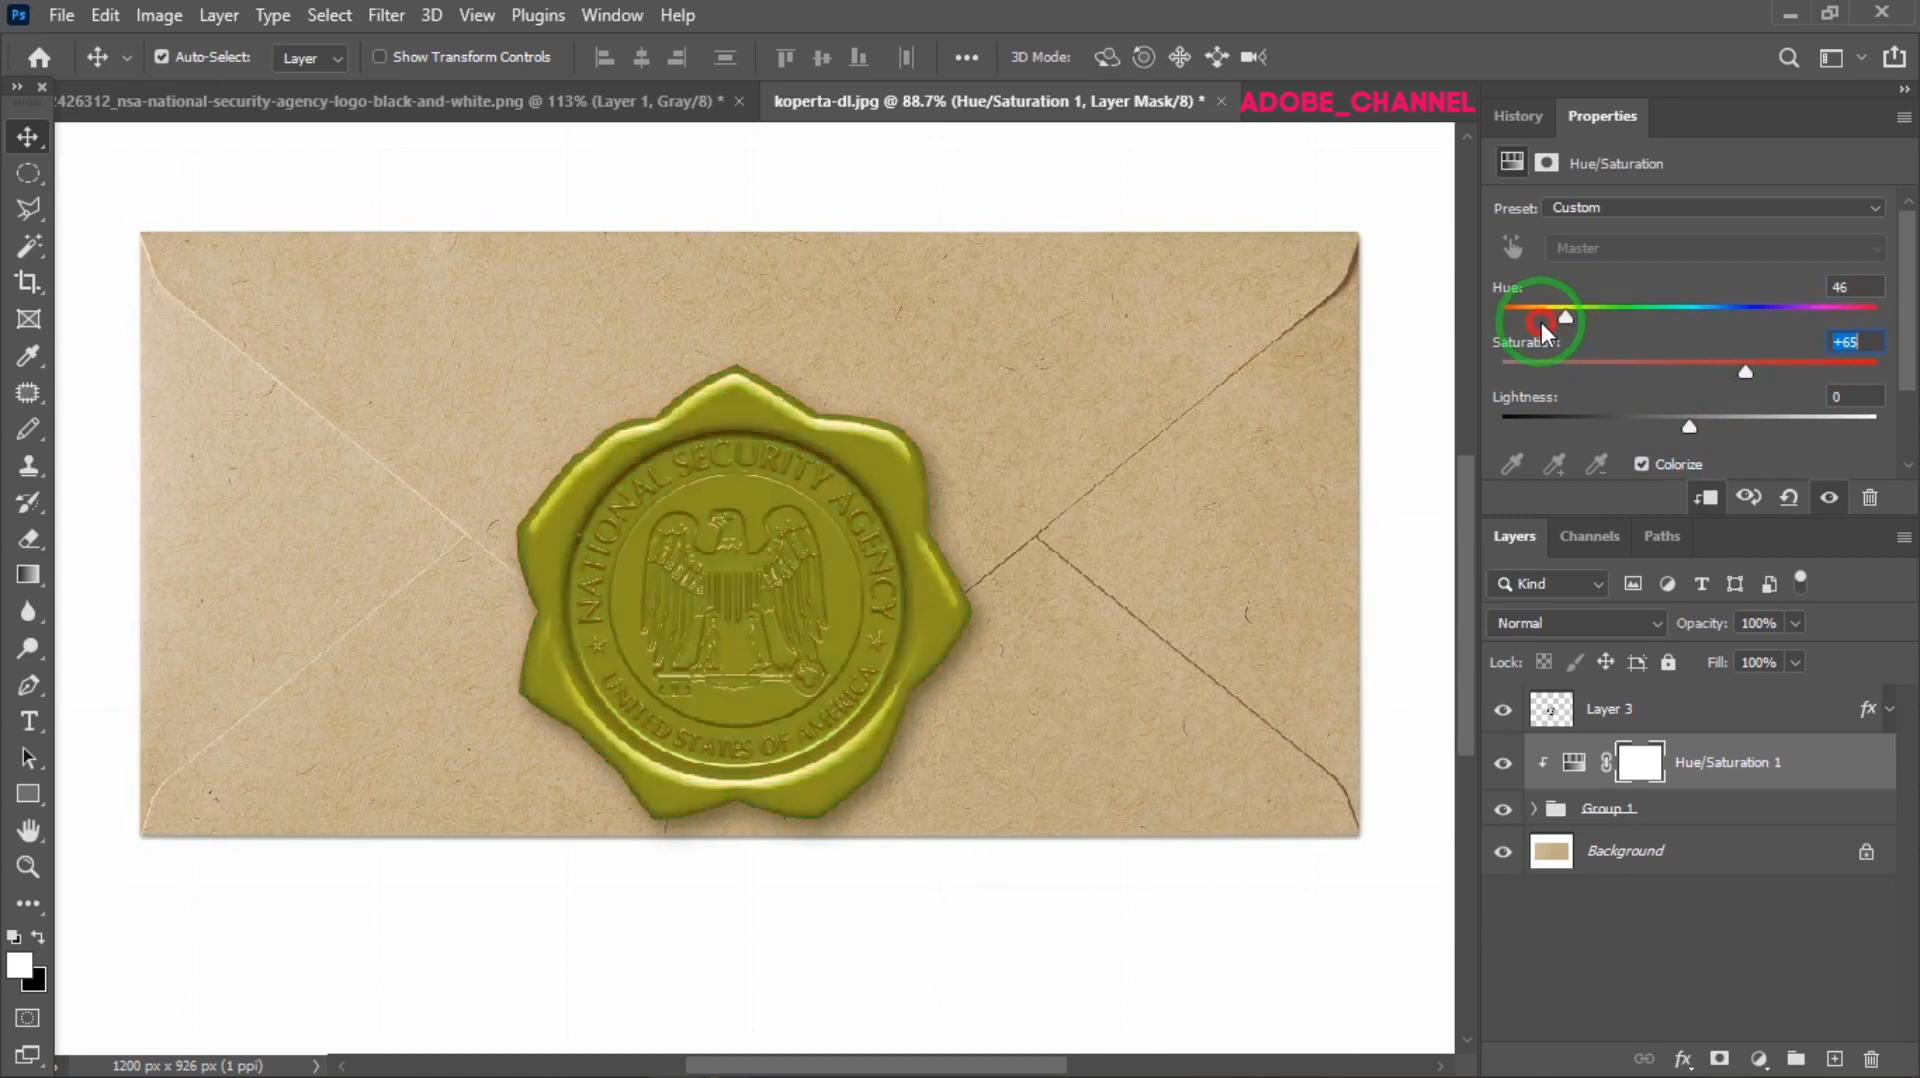 Ps File Edit Image Layer Type Select Filter 3D View Plugins Window Help
Auto-Select: Layer Show Transform Controls 3D Mode:
2426312_nsa-national-security-agency-logo-black-and-white.png @ 113% (Layer 1, Gray/8) * koperta-dl.jpg @ 88.7% (Hue/Saturation 1, Layer Mask/8) * ADOBE_CHANNEL
History Properties
Hue/Saturation
Preset: Custom
Master
Hue: 46
Saturation: +65
Lightness: 0
Colorize
NATIONAL SECURITY AGENCY
UNITED STATES OF AMERICA
Layers Channels Paths
Kind
Normal Opacity: 100%
Lock: Fill: 100%
Layer 3 fx
Hue/Saturation 1
Group 1
Background
1200 px x 926 px (1 ppi)
fx